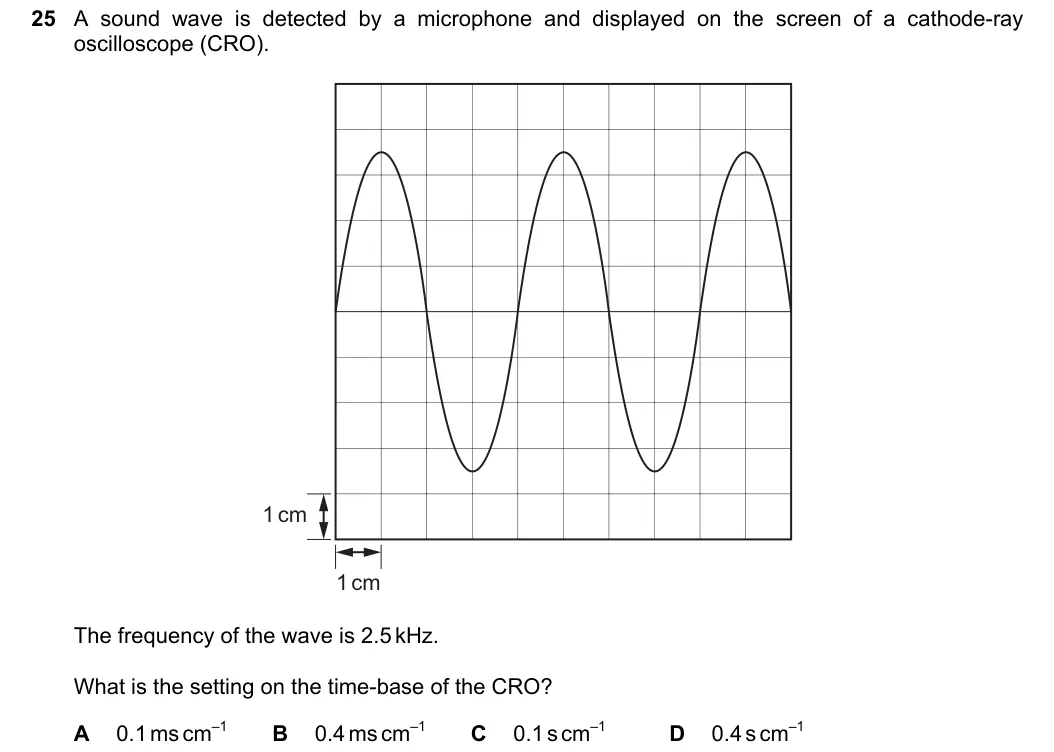 25 A sound wave is detected by a microphone and displayed on the screen of a cathode-ray
oscilloscope (CRO).
1 cm
1 cm
The frequency of the wave is 2.5 kHz.
What is the setting on the time-base of the CRO?
A 0.1 ms cm⁻¹ B 0.4 ms cm⁻¹ C 0.1 s cm⁻¹ D 0.4 s cm⁻¹